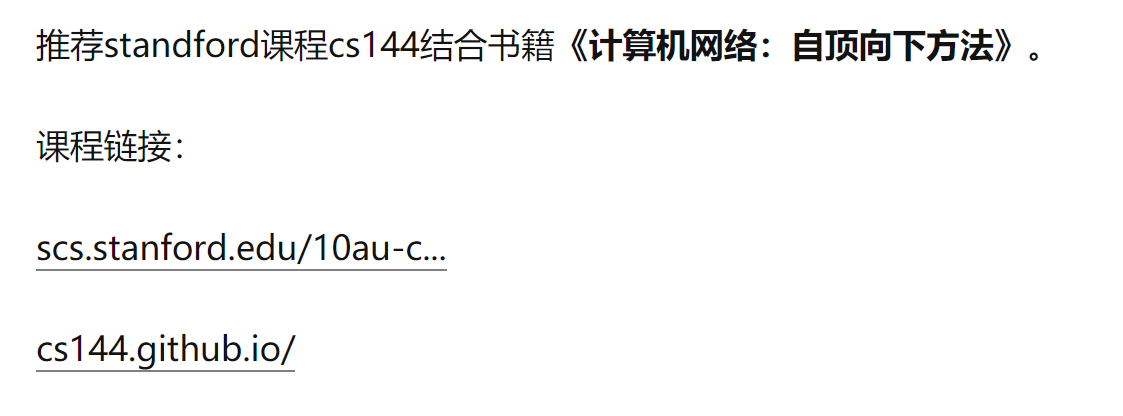 推荐standford课程cs144结合书籍《计算机网络：自顶向下方法》。
课程链接：
scs.stanford.edu/10au-c...
cs144.github.io/